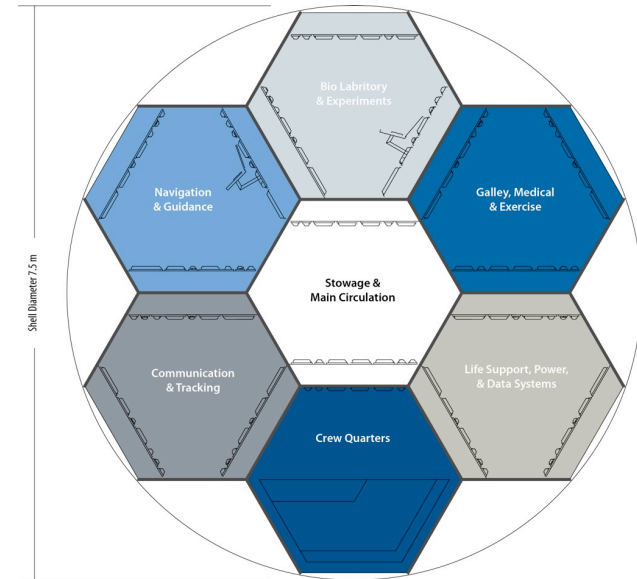 Bio Labritory
& Experiments
Navigation
& Guidance
Galley, Medical
& Exercise
Shell Diameter 7.5 m
Stowage &
Main Circulation
Communication
& Tracking
Life Support, Power,
& Data Systems
Crew Quarters